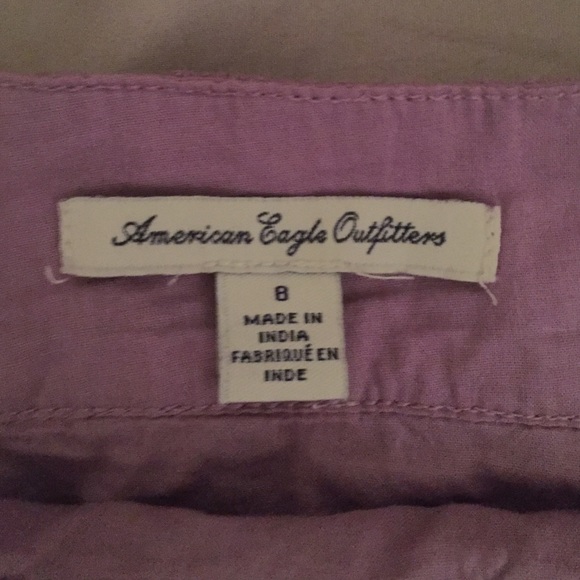 American Eagle Outfitters
8
MADE IN
INDIA
FABRIQUÉ EN
INDE